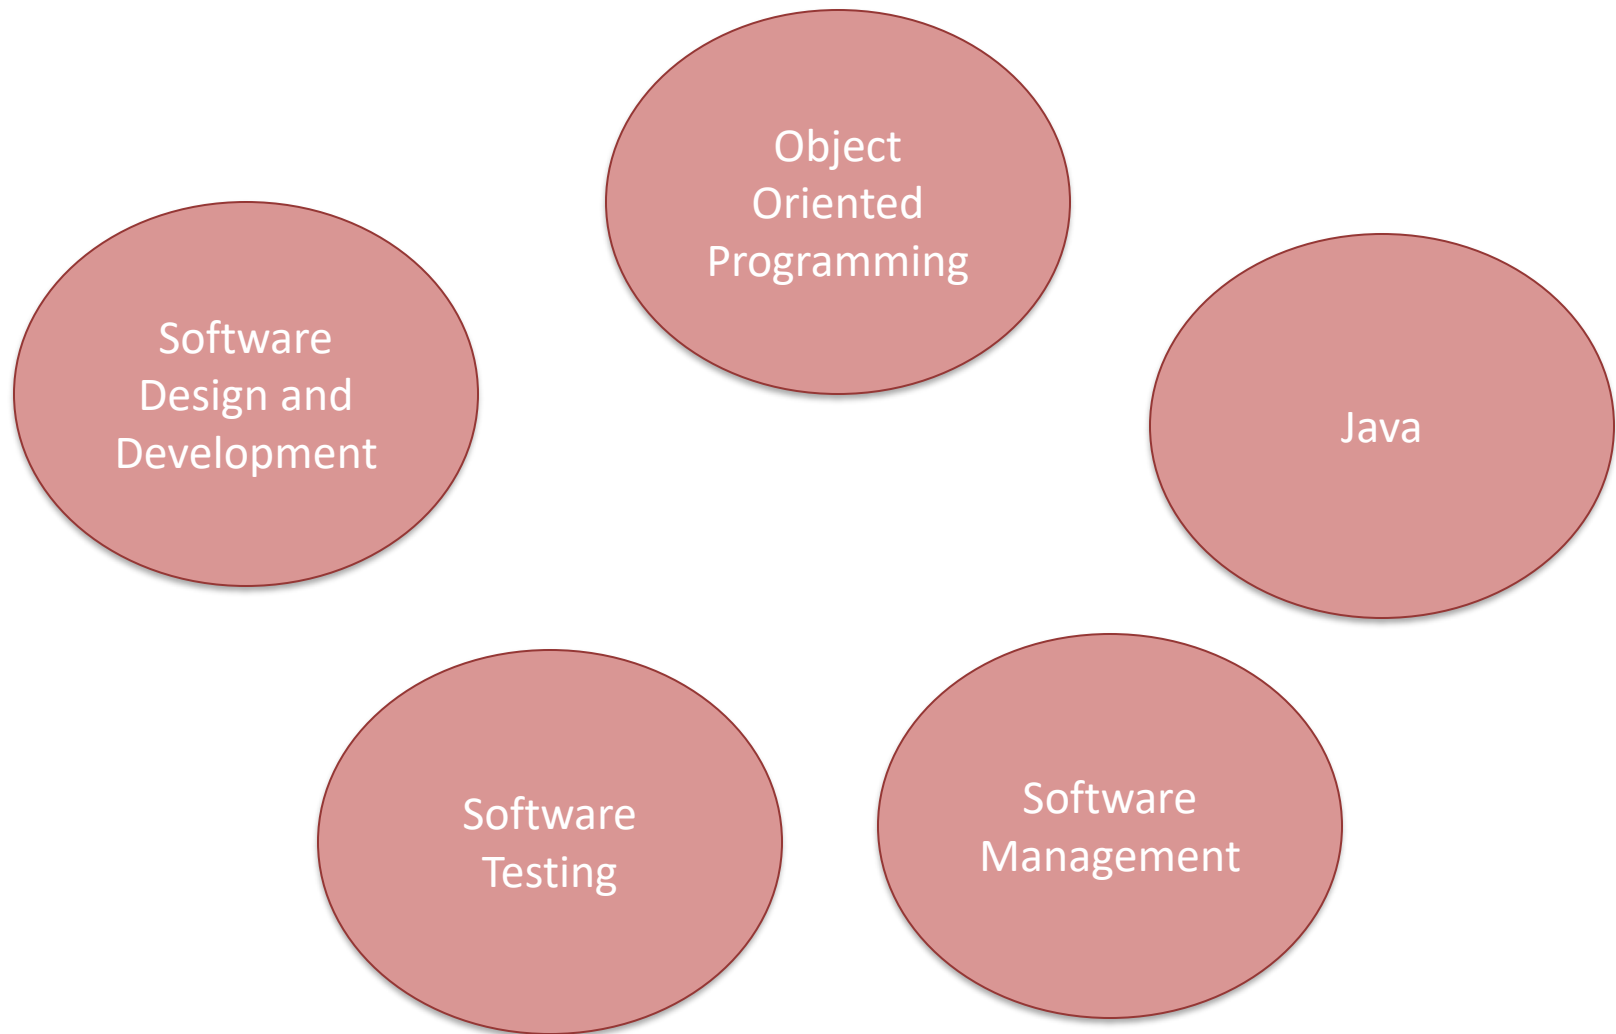 Object
Oriented
Programming
Software
Design and
Development
Java
Software
Testing
Software
Management